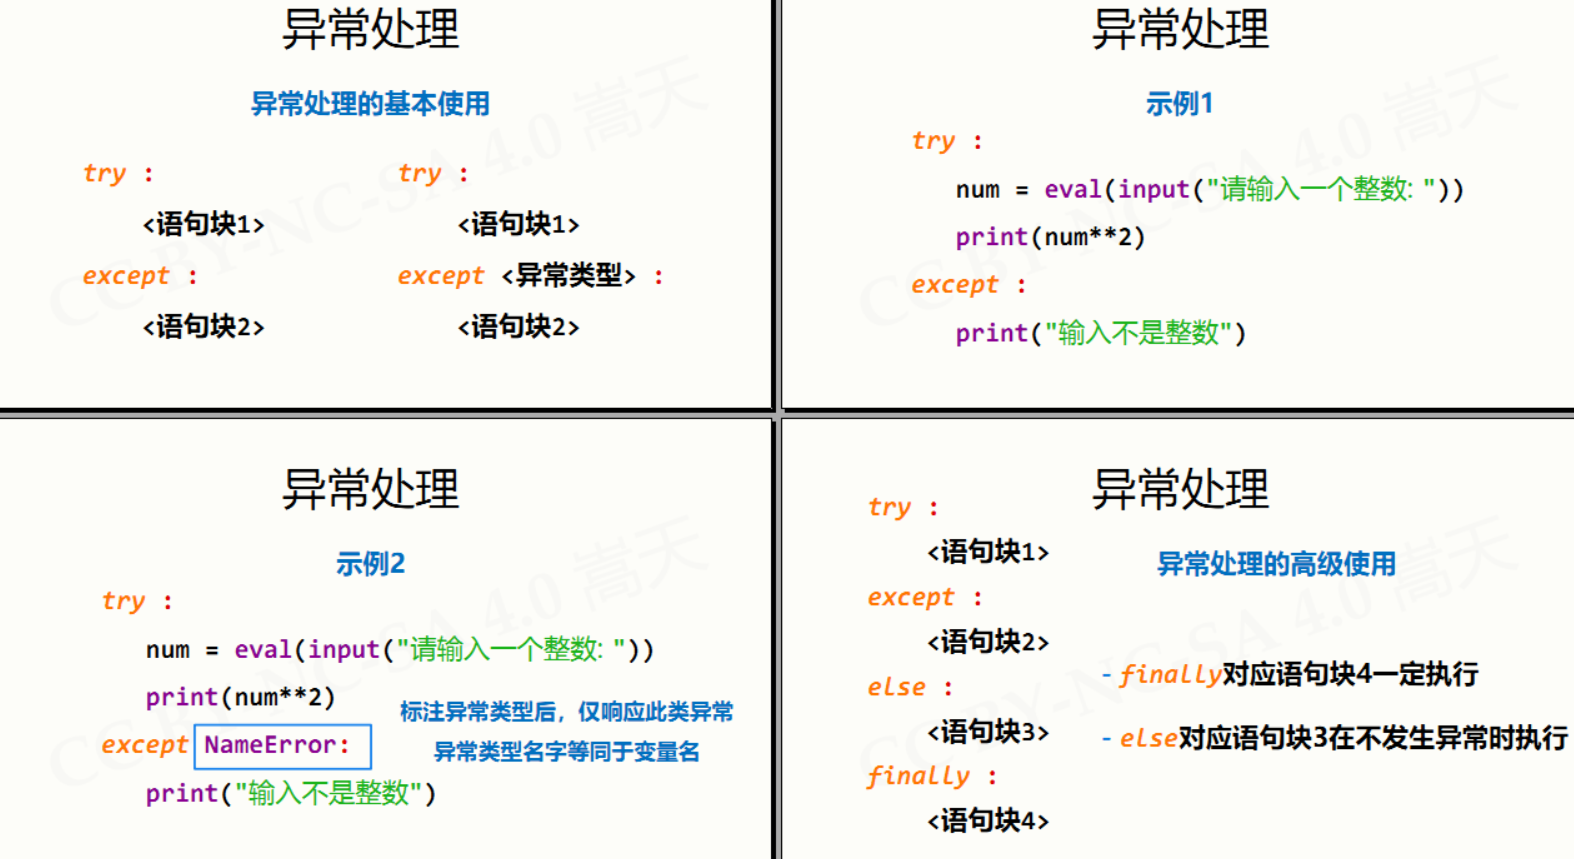 异常处理
异常处理的基本使用
try :
<语句块1>
except :
<语句块2>
try :
<语句块1>
except <异常类型> :
<语句块2>
CC BY-NC-SA 4.0 嵩天
异常处理
示例1
try :
num = eval(input("请输入一个整数: "))
print(num**2)
except :
print("输入不是整数")
CC BY-NC-SA 4.0 嵩天
异常处理
示例2
try :
num = eval(input("请输入一个整数: "))
print(num**2)
except NameError:
print("输入不是整数")
标注异常类型后，仅响应此类异常
异常类型名字等同于变量名
CC BY-NC-SA 4.0 嵩天
异常处理
异常处理的高级使用
try :
<语句块1>
except :
<语句块2>
else :
<语句块3>
finally :
<语句块4>
- finally对应语句块4一定执行
- else对应语句块3在不发生异常时执行
CC BY-NC-SA 4.0 嵩天